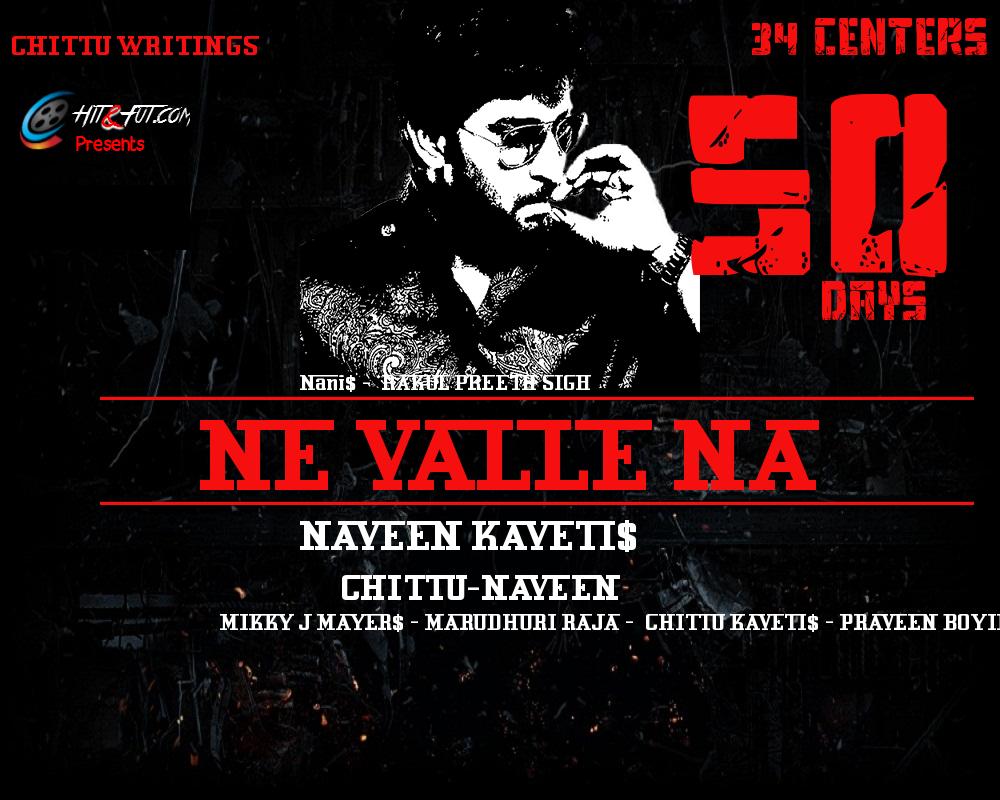 CHITTU WRITINGS
34 CENTERS
HIT&FUT.COM
Presents
50
DAYS
Nani$ - RAKUL PREETH SIGH
NE VALLE NA
NAVEEN KAVETI$
CHITTU-NAVEEN
MIKKY J MAYER$ - MARUDHURI RAJA - CHITTU KAVETI$ - PRAVEEN